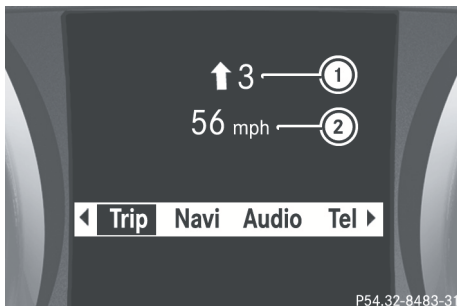 ⬆ 3 ①
56 mph ②
◀ Trip Navi Audio Tel ▶
P54.32-8483-31